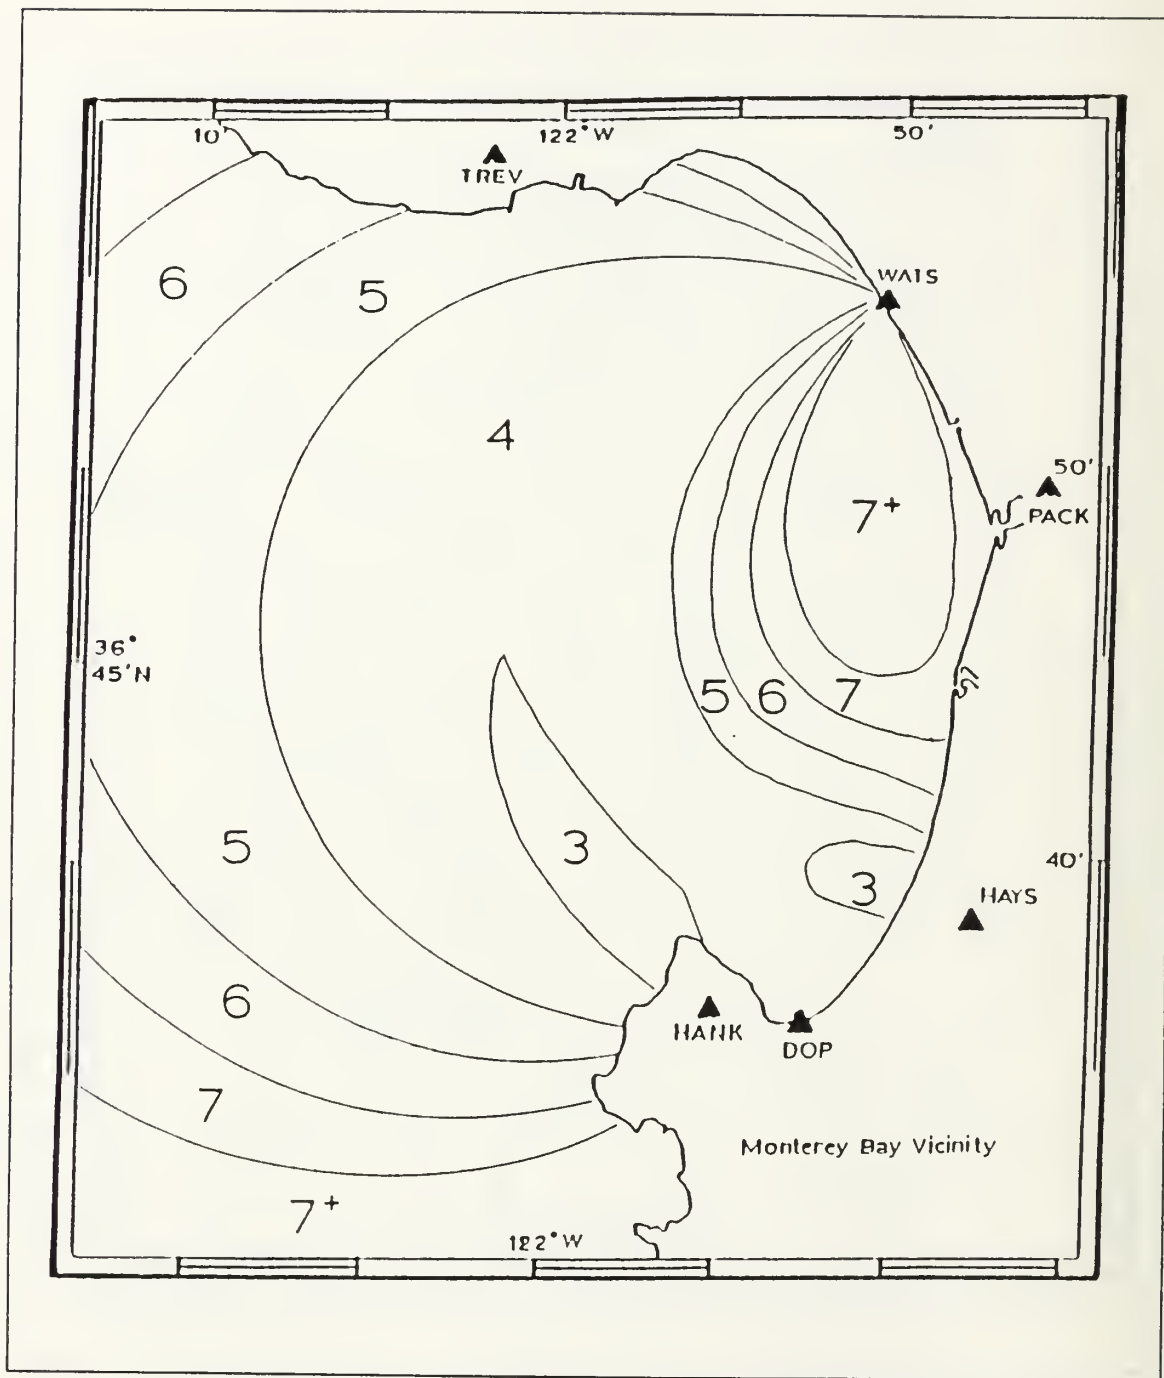 10'
122°W
50'
TREV
WATS
6
5
4
50'
PACK
7+
36°
45'N
5
6
7
5
3
40'
3
HAYS
6
HANK
DOP
7
Monterey Bay Vicinity
7+
122°W